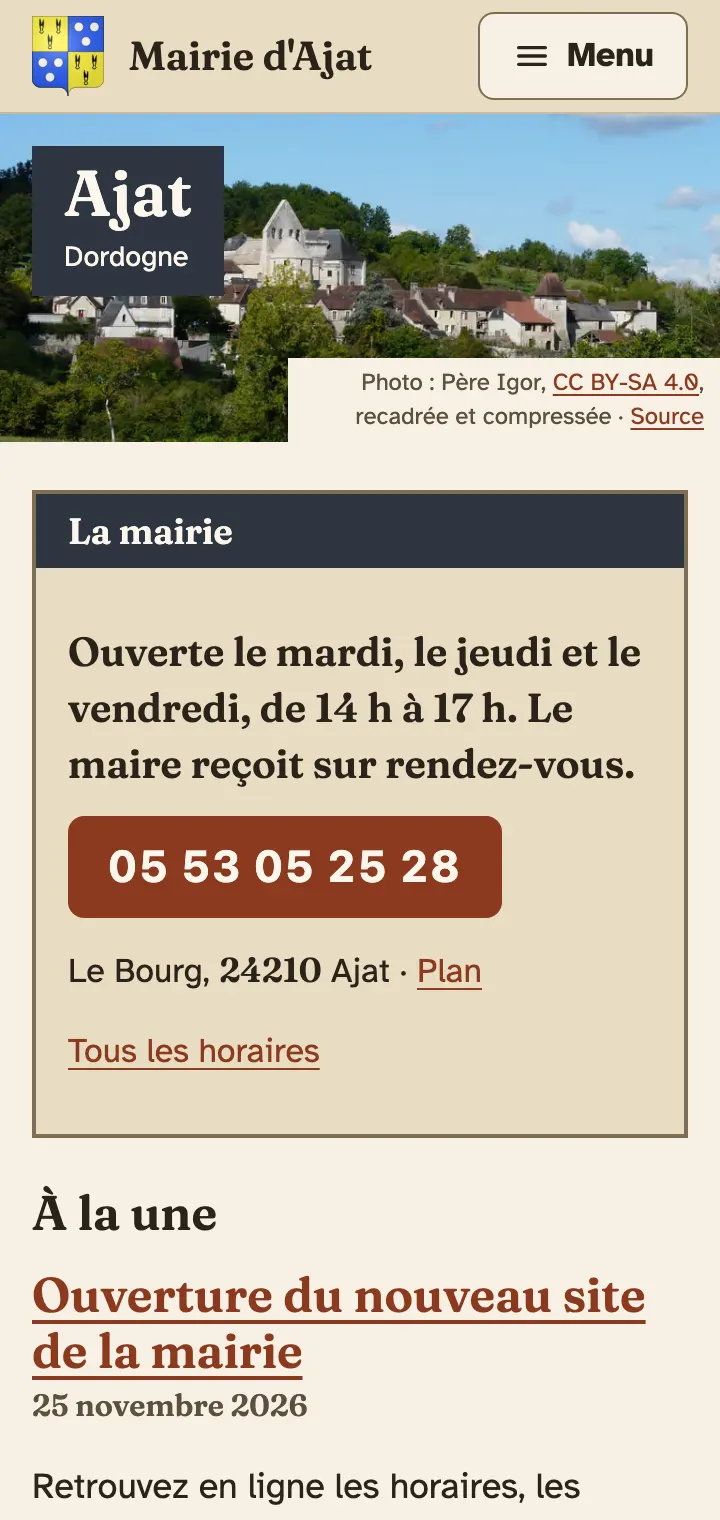 Mairie d'Ajat
Menu
Ajat
Dordogne
Photo : Père Igor, CC BY-SA 4.0,
recadrée et compressée · Source
La mairie
Ouverte le mardi, le jeudi et le
vendredi, de 14 h à 17 h. Le
maire reçoit sur rendez-vous.
05 53 05 25 28
Le Bourg, 24210 Ajat · Plan
Tous les horaires
À la une
Ouverture du nouveau site
de la mairie
25 novembre 2026
Retrouvez en ligne les horaires, les